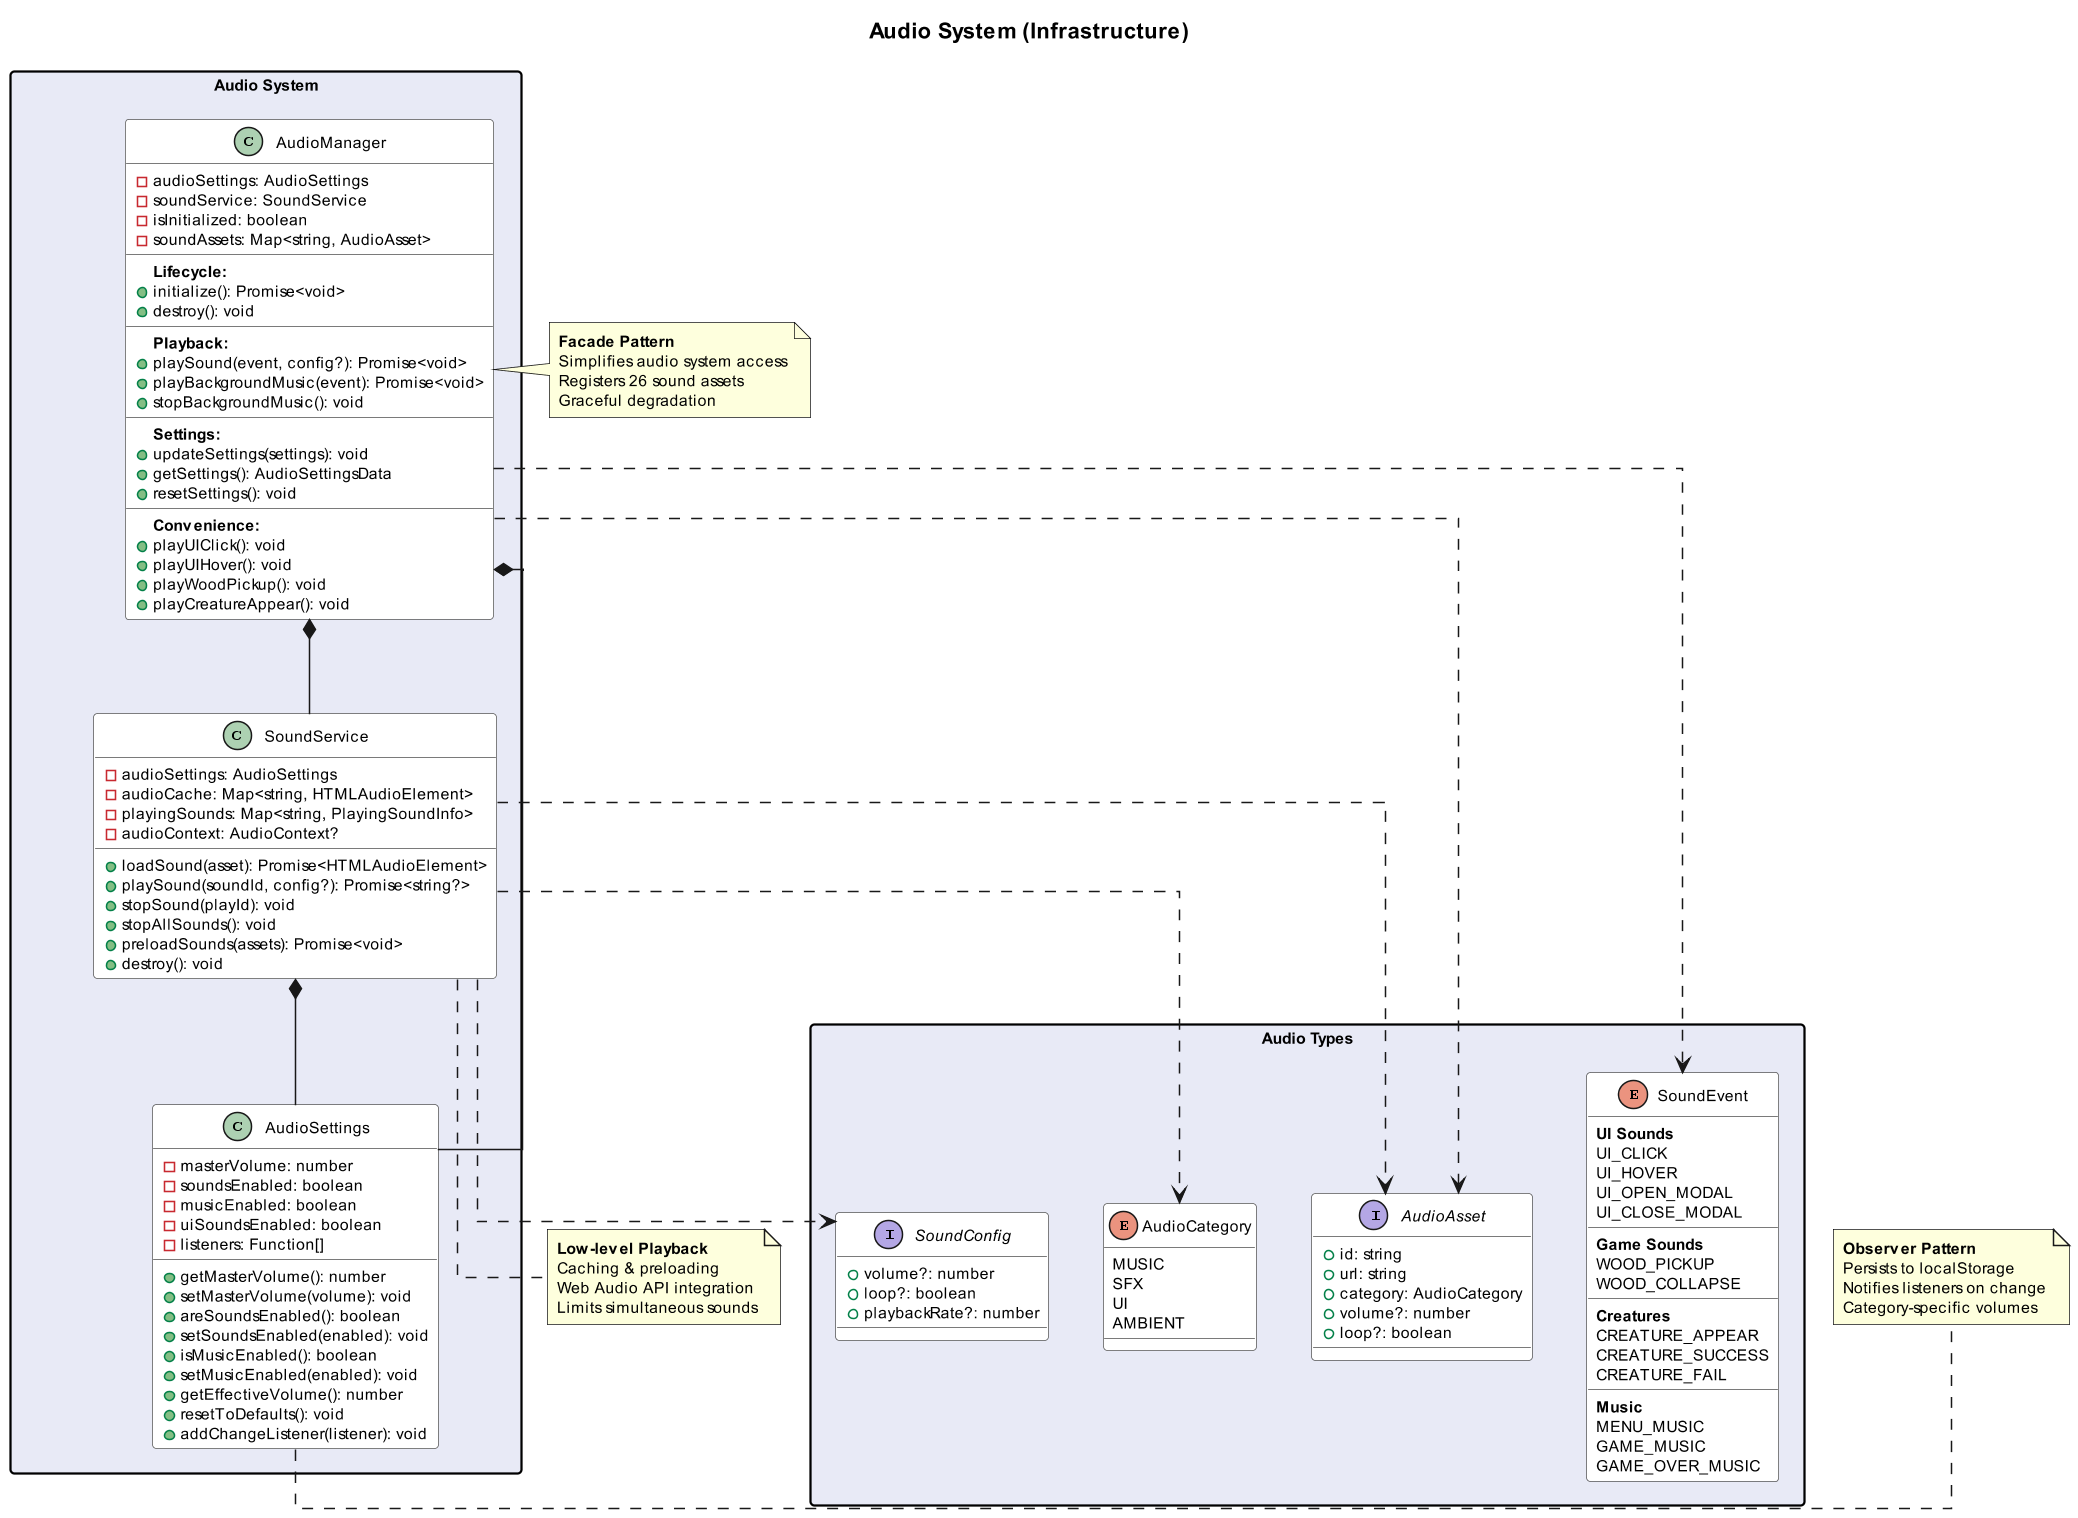 Audio System (Infrastructure)
Audio System
C AudioManager
audioSettings: AudioSettings
soundService: SoundService
isInitialized: boolean
soundAssets: Map<string, AudioAsset>
Lifecycle:
initialize(): Promise<void>
destroy(): void
Playback:
playSound(event, config?): Promise<void>
playBackgroundMusic(event): Promise<void>
stopBackgroundMusic(): void
Settings:
updateSettings(settings): void
getSettings(): AudioSettingsData
resetSettings(): void
Convenience:
playUIClick(): void
playUIHover(): void
playWoodPickup(): void
playCreatureAppear(): void
Facade Pattern
Simplifies audio system access
Registers 26 sound assets
Graceful degradation
C SoundService
audioSettings: AudioSettings
audioCache: Map<string, HTMLAudioElement>
playingSounds: Map<string, PlayingSoundInfo>
audioContext: AudioContext?
loadSound(asset): Promise<HTMLAudioElement>
playSound(soundId, config?): Promise<string?>
stopSound(playId): void
stopAllSounds(): void
preloadSounds(assets): Promise<void>
destroy(): void
C AudioSettings
masterVolume: number
soundsEnabled: boolean
musicEnabled: boolean
uiSoundsEnabled: boolean
listeners: Function[]
getMasterVolume(): number
setMasterVolume(volume): void
areSoundsEnabled(): boolean
setSoundsEnabled(enabled): void
isMusicEnabled(): boolean
setMusicEnabled(enabled): void
getEffectiveVolume(): number
resetToDefaults(): void
addChangeListener(listener): void
Low-level Playback
Caching & preloading
Web Audio API integration
Limits simultaneous sounds
Audio Types
I SoundConfig
volume?: number
loop?: boolean
playbackRate?: number
E AudioCategory
MUSIC
SFX
UI
AMBIENT
I AudioAsset
id: string
url: string
category: AudioCategory
volume?: number
loop?: boolean
E SoundEvent
UI Sounds
UI_CLICK
UI_HOVER
UI_OPEN_MODAL
UI_CLOSE_MODAL
Game Sounds
WOOD_PICKUP
WOOD_COLLAPSE
Creatures
CREATURE_APPEAR
CREATURE_SUCCESS
CREATURE_FAIL
Music
MENU_MUSIC
GAME_MUSIC
GAME_OVER_MUSIC
Observer Pattern
Persists to localStorage
Notifies listeners on change
Category-specific volumes